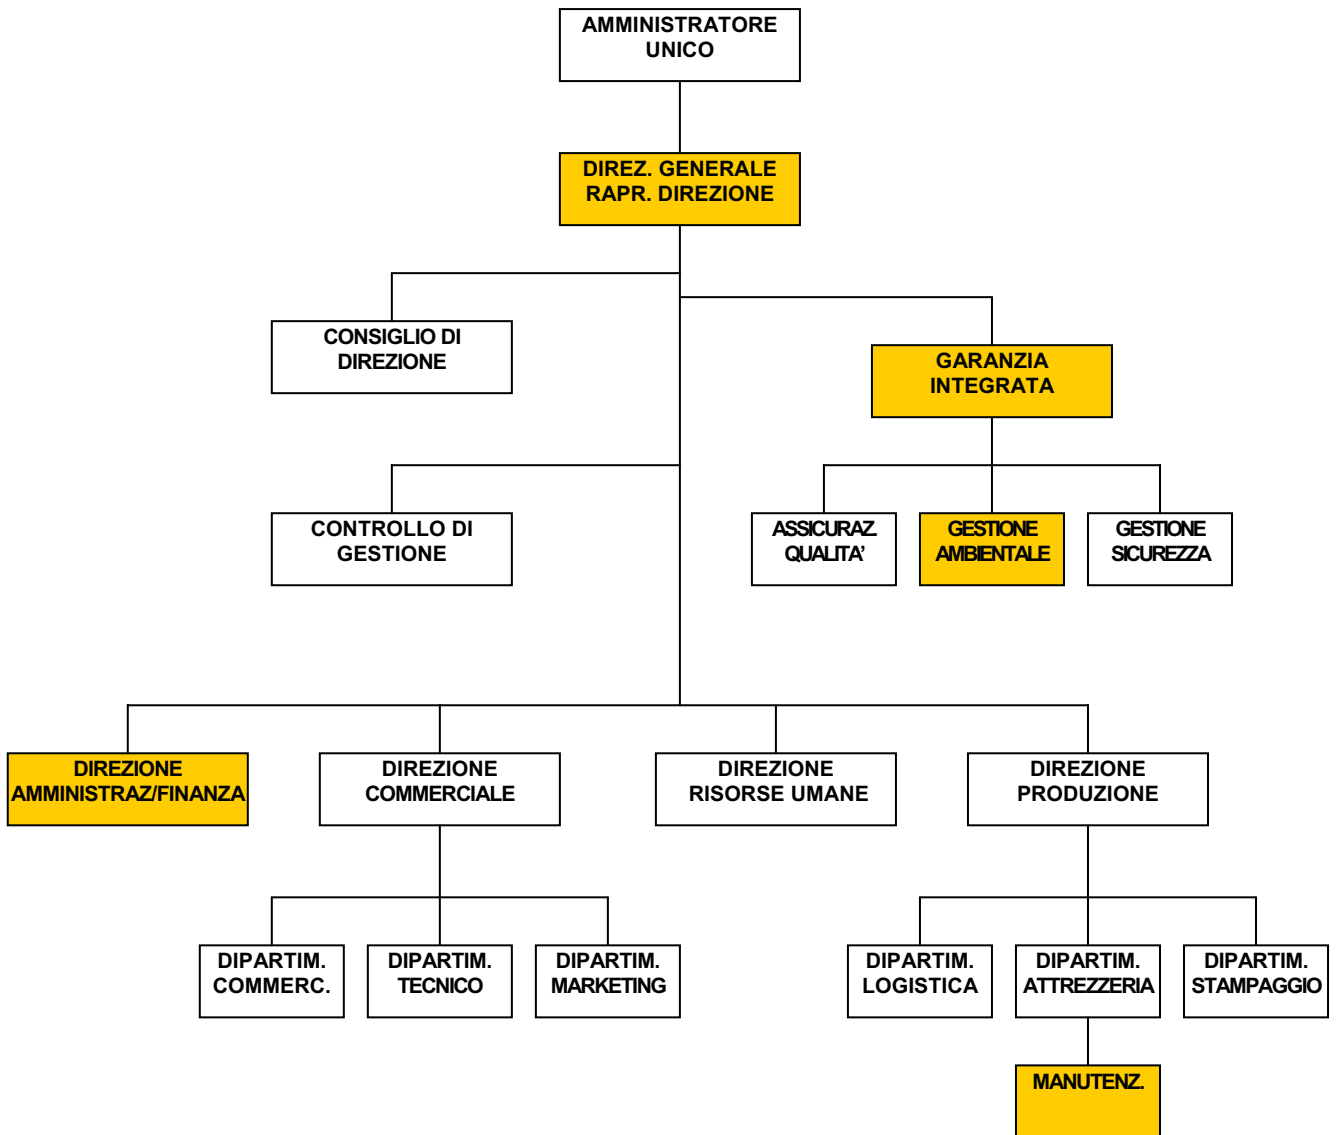 AMMINISTRATORE
UNICO
DIREZ. GENERALE
RAPR. DIREZIONE
CONSIGLIO DI
DIREZIONE
GARANZIA
INTEGRATA
CONTROLLO DI
GESTIONE
ASSICURAZ.
QUALITA’
GESTIONE
AMBIENTALE
GESTIONE
SICUREZZA
DIREZIONE
AMMINISTRAZ/FINANZA
DIREZIONE
COMMERCIALE
DIREZIONE
RISORSE UMANE
DIREZIONE
PRODUZIONE
DIPARTIM.
COMMERC.
DIPARTIM.
TECNICO
DIPARTIM.
MARKETING
DIPARTIM.
LOGISTICA
DIPARTIM.
ATTREZZERIA
DIPARTIM.
STAMPAGGIO
MANUTENZ.